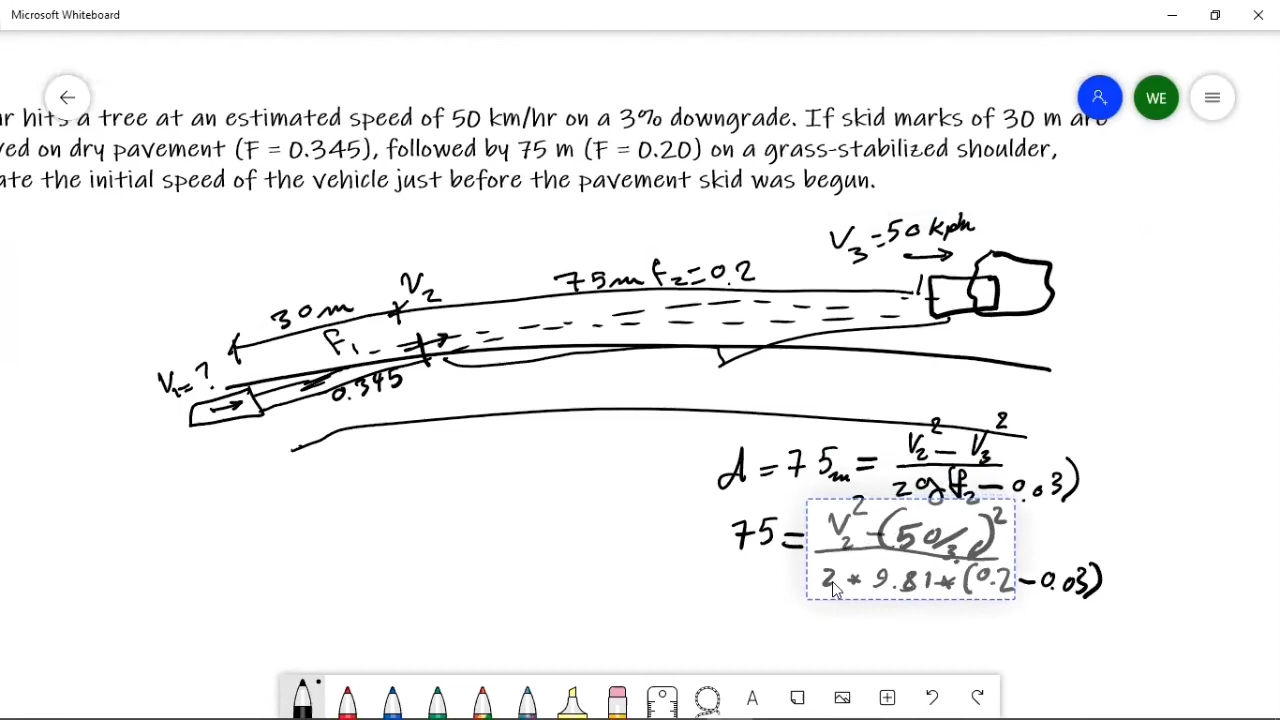 Microsoft Whiteboard
WE
ar hits a tree at an estimated speed of 50 km/hr on a 3% downgrade. If skid marks of 30 m are
ved on dry pavement (F = 0.345), followed by 75 m (F = 0.20) on a grass-stabilized shoulder,
ate the initial speed of the vehicle just before the pavement skid was begun.
V3 = 50 kph
75m f2 = 0.2
V2
30 m
F1
V1 = ?
0.345
d = 75m = (V2² - V3²) / (2g(f2 - 0.03))
75 = (V2² - (50/3.6)²) / (2 * 9.81 * (0.2 - 0.03))
A